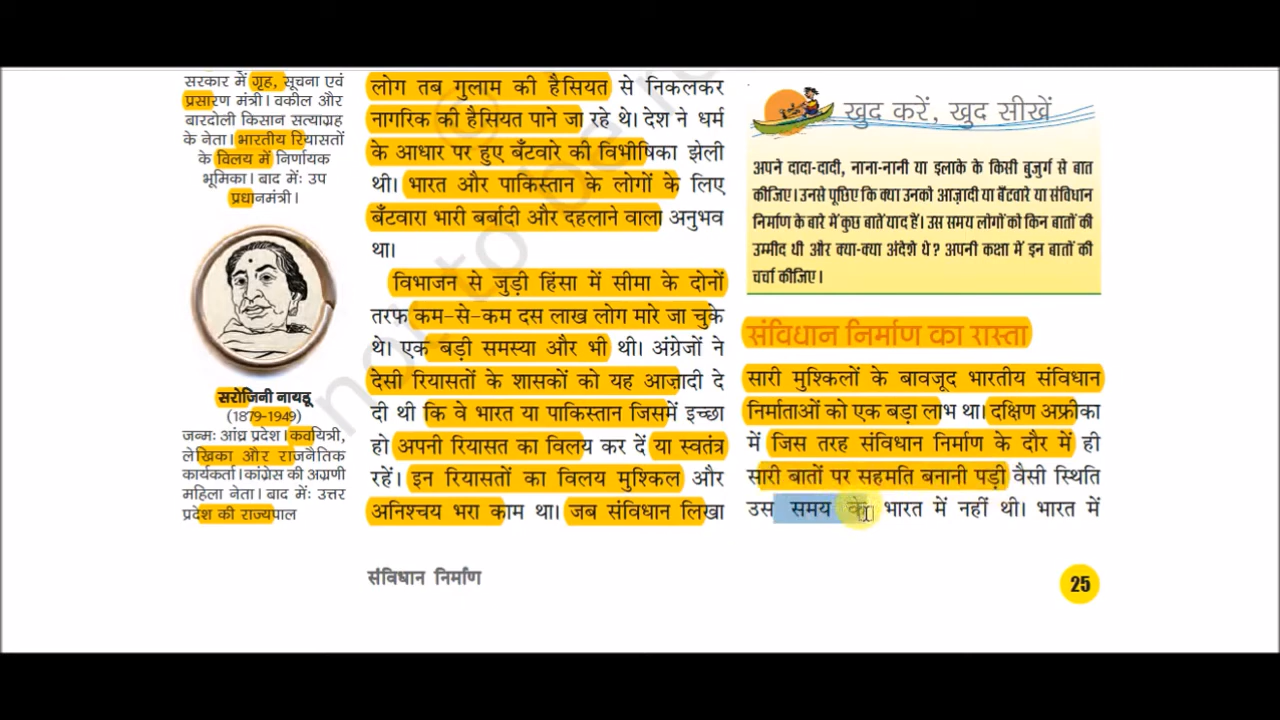 सरकार में गृह, सूचना एवं
प्रसारण मंत्री। वकील और
बारदोली किसान सत्याग्रह
के नेता। भारतीय रियासतों
के विलय में निर्णायक
भूमिका। बाद में: उप
प्रधानमंत्री।
सरोजिनी नायडू
(1879-1949)
जन्म: आंध्र प्रदेश। कवयित्री,
लेखिका और राजनैतिक
कार्यकर्ता। कांग्रेस की अग्रणी
महिला नेता। बाद में: उत्तर
प्रदेश की राज्यपाल
लोग तब गुलाम की हैसियत से निकलकर
नागरिक की हैसियत पाने जा रहे थे। देश ने धर्म
के आधार पर हुए बँटवारे की विभीषिका झेली
थी। भारत और पाकिस्तान के लोगों के लिए
बँटवारा भारी बर्बादी और दहलाने वाला अनुभव
था।
विभाजन से जुड़ी हिंसा में सीमा के दोनों
तरफ कम-से-कम दस लाख लोग मारे जा चुके
थे। एक बड़ी समस्या और भी थी। अंग्रेजों ने
देसी रियासतों के शासकों को यह आज़ादी दे
दी थी कि वे भारत या पाकिस्तान जिसमें इच्छा
हो अपनी रियासत का विलय कर दें या स्वतंत्र
रहें। इन रियासतों का विलय मुश्किल और
अनिश्चय भरा काम था। जब संविधान लिखा
खुद करें, खुद सीखें
अपने दादा-दादी, नाना-नानी या इलाके के किसी बुजुर्ग से बात
कीजिए। उनसे पूछिए कि क्या उनको आज़ादी या बँटवारे या संविधान
निर्माण के बारे में कुछ बातें याद हैं। उस समय लोगों को किन बातों की
उम्मीद थी और क्या-क्या अंदेशे थे? अपनी कक्षा में इन बातों की
चर्चा कीजिए।
संविधान निर्माण का रास्ता
सारी मुश्किलों के बावजूद भारतीय संविधान
निर्माताओं को एक बड़ा लाभ था। दक्षिण अफ्रीका
में जिस तरह संविधान निर्माण के दौर में ही
सारी बातों पर सहमति बनानी पड़ी वैसी स्थिति
उस समय के भारत में नहीं थी। भारत में
संविधान निर्माण
25